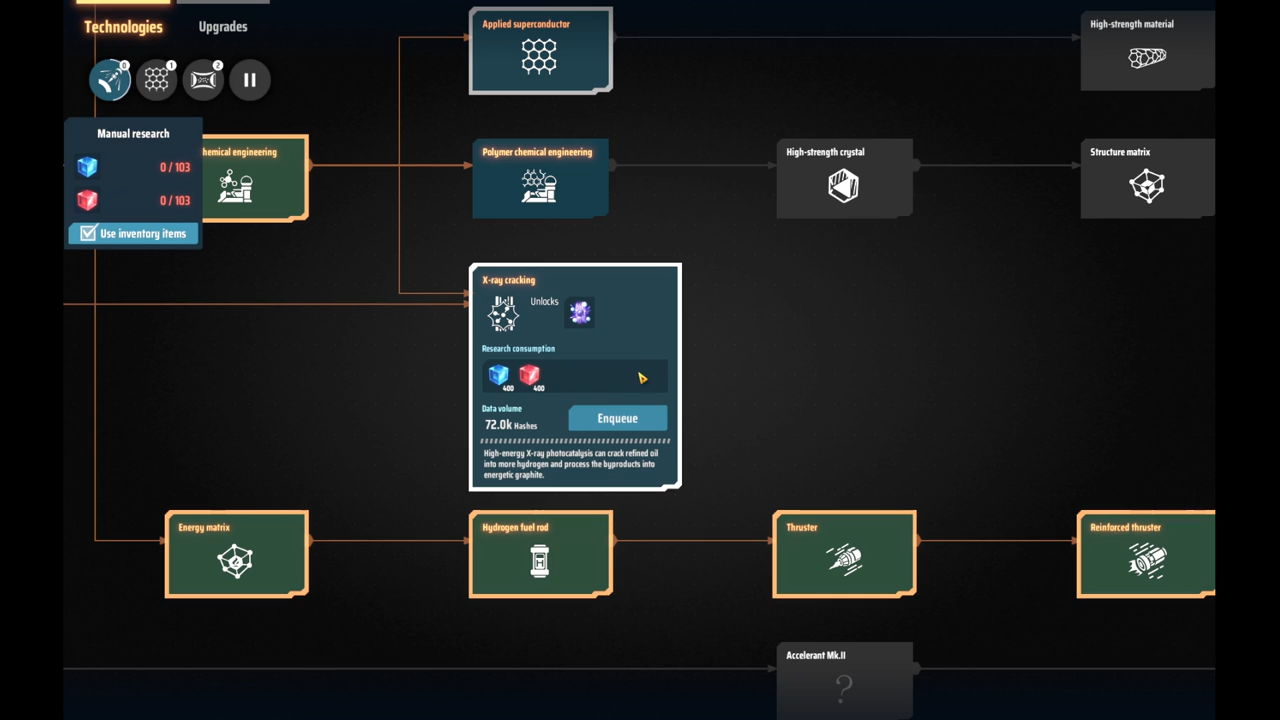 Technologies
Upgrades
0
1
2
Manual research
0 / 103
0 / 103
Use inventory items
Applied superconductor
High-strength material
hemical engineering
Polymer chemical engineering
High-strength crystal
Structure matrix
X-ray cracking
Unlocks
Research consumption
400
400
Data volume
72.0k Hashes
Enqueue
High-energy X-ray photocatalysis can crack refined oil
into more hydrogen and process the byproducts into
energetic graphite.
Energy matrix
Hydrogen fuel rod
H
Thruster
Reinforced thruster
Accelerant Mk.II
?